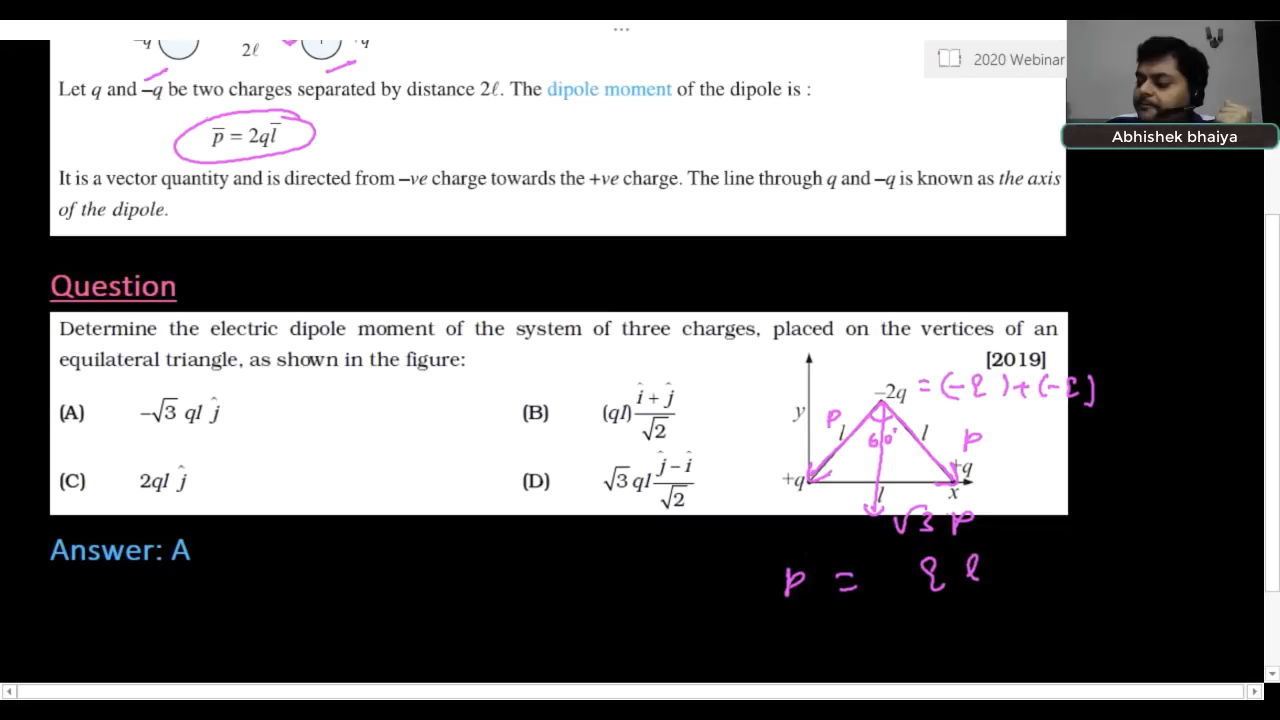 ...
-q 2ℓ +q
2020 Webinar
Abhishek bhaiya
Let q and –q be two charges separated by distance 2ℓ. The dipole moment of the dipole is :
p̅ = 2ql̅
It is a vector quantity and is directed from –ve charge towards the +ve charge. The line through q and –q is known as the axis
of the dipole.
Question
Determine the electric dipole moment of the system of three charges, placed on the vertices of an
equilateral triangle, as shown in the figure: [2019]
(A) -√3 ql ĵ
(B) (ql) (î + ĵ)/√2
(C) 2ql ĵ
(D) √3 ql (ĵ - î)/√2
-2q = (-q) + (-q)
y p l 60° l p
+q l x +q
√3 p
p = q l
Answer: A